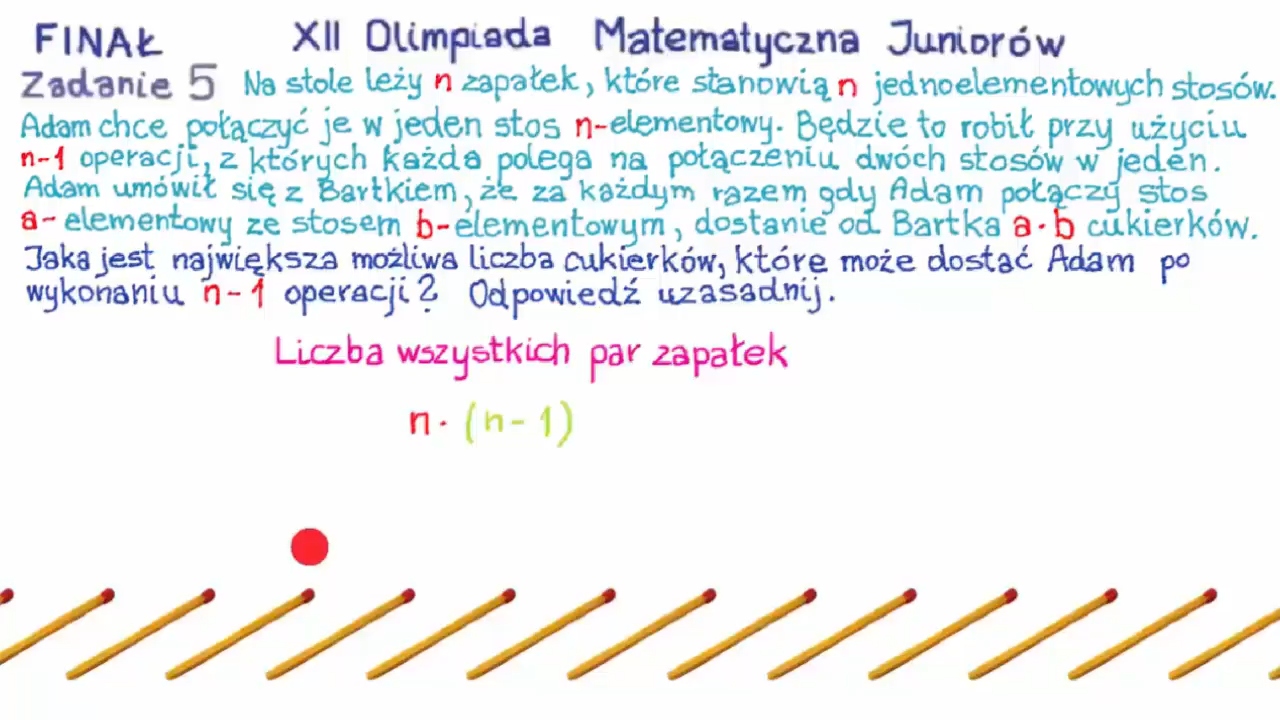 FINAŁ XII Olimpiada Matematyczna Juniorów
Zadanie 5 Na stole leży n zapałek, które stanowią n jednoelementowych stosów.
Adam chce połączyć je w jeden stos n-elementowy. Będzie to robił przy użyciu
n-1 operacji, z których każda polega na połączeniu dwóch stosów w jeden.
Adam umówił się z Bartkiem, że za każdym razem gdy Adam połączy stos
a-elementowy ze stosem b-elementowym, dostanie od Bartka a·b cukierków.
Jaka jest największa możliwa liczba cukierków, które może dostać Adam po
wykonaniu n-1 operacji? Odpowiedź uzasadnij.
Liczba wszystkich par zapałek
n·(n-1)